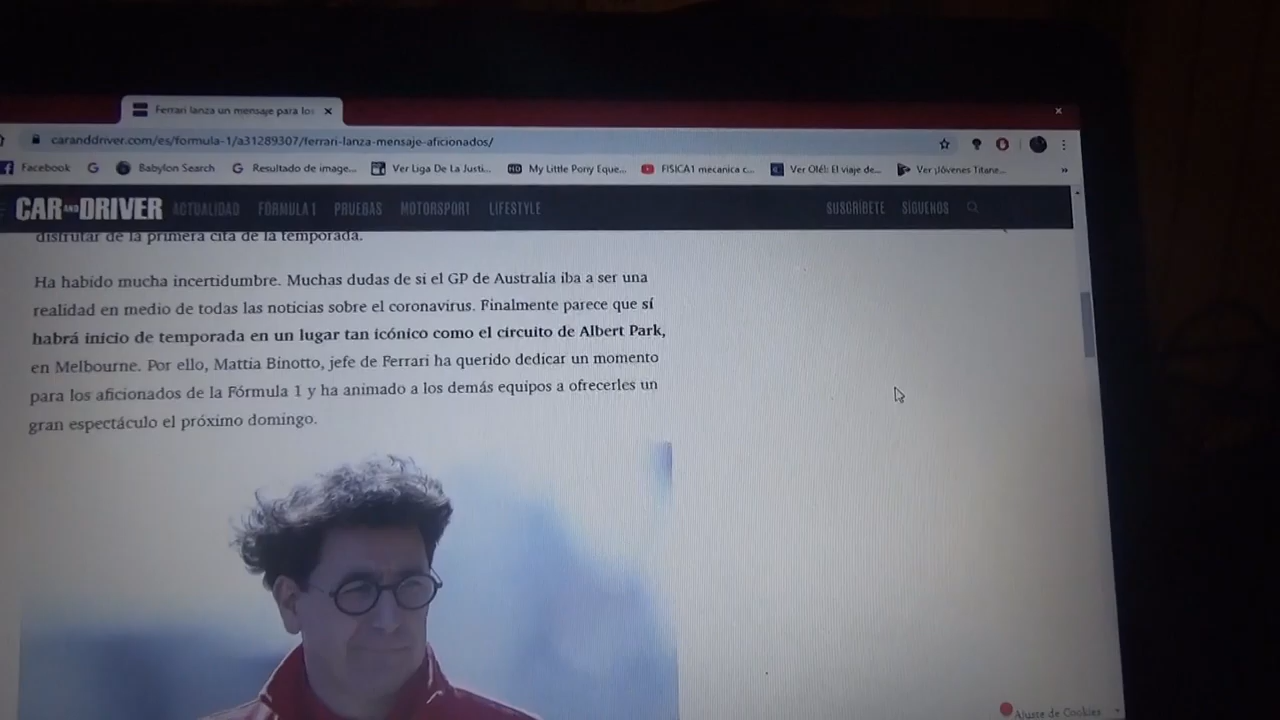 Ferrari lanza un mensaje para los
caranddriver.com/es/formula-1/a31289307/ferrari-lanza-mensaje-aficionados/
Facebook Babylon Search Resultado de image... Ver Liga De La Justi... My Little Pony Eque... FISICA1 mecanica c... Ver Olé!: El viaje de... Ver ¡Jóvenes Titane... »
CAR AND DRIVER ACTUALIDAD FÓRMULA 1 PRUEBAS MOTORSPORT LIFESTYLE SUSCRÍBETE SÍGUENOS
disfrutar de la primera cita de la temporada.
Ha habido mucha incertidumbre. Muchas dudas de si el GP de Australia iba a ser una
realidad en medio de todas las noticias sobre el coronavirus. Finalmente parece que sí
habrá inicio de temporada en un lugar tan icónico como el circuito de Albert Park,
en Melbourne. Por ello, Mattia Binotto, jefe de Ferrari ha querido dedicar un momento
para los aficionados de la Fórmula 1 y ha animado a los demás equipos a ofrecerles un
gran espectáculo el próximo domingo.
Ajuste de Cookies